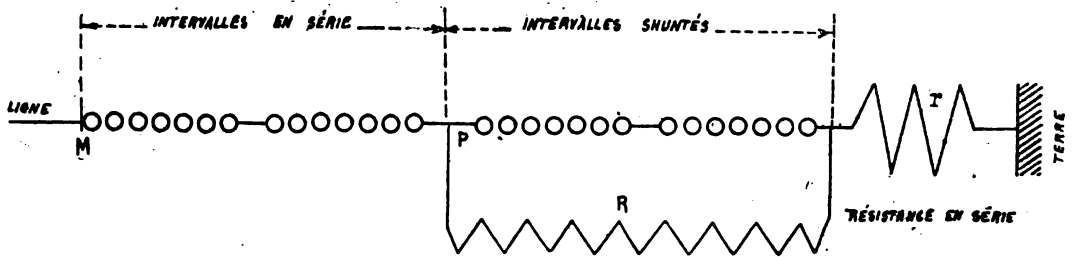 INTERVALLES EN SÉRIE
INTERVALLES SHUNTÉS
LIGNE
M
P
R
r
TERRE
RÉSISTANCE EN SÉRIE